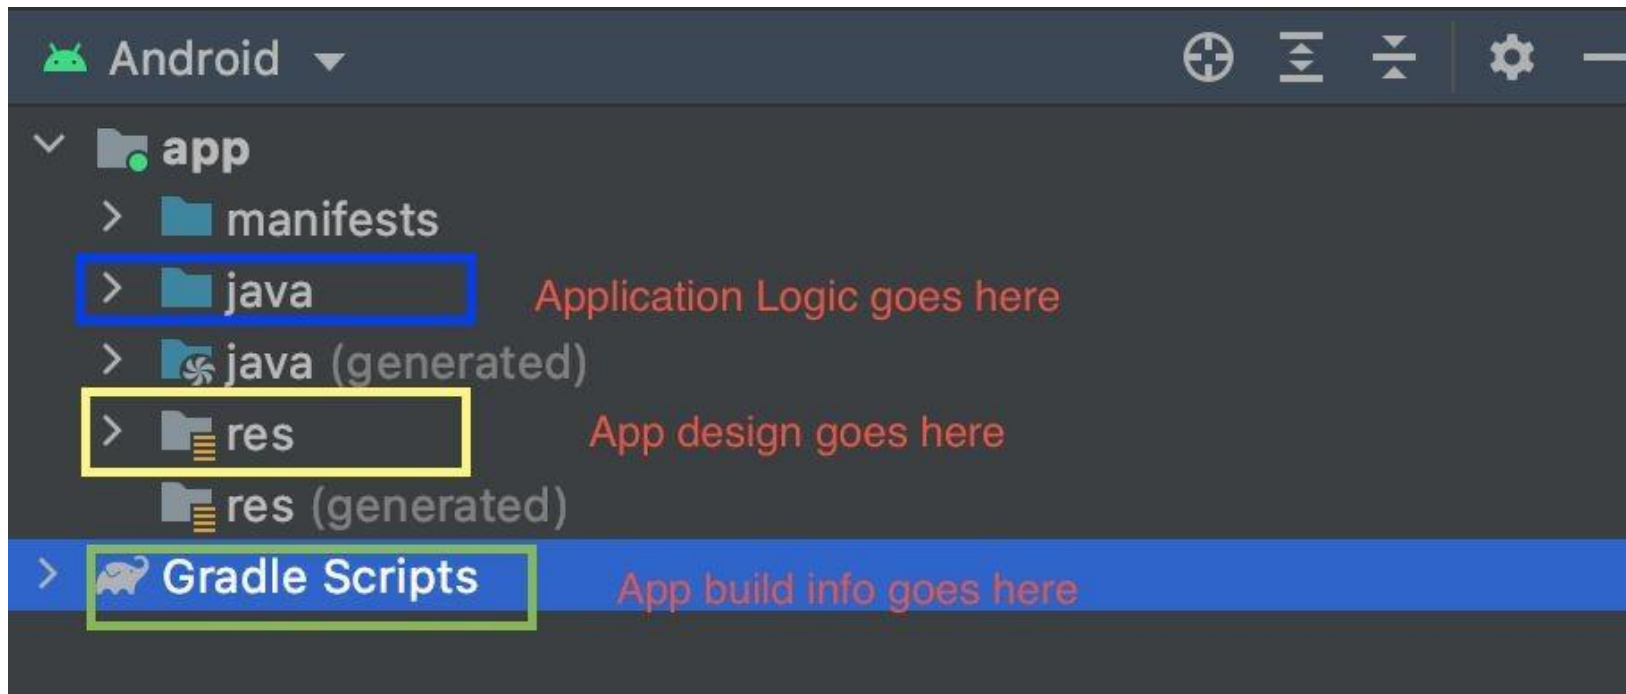 Android
app
manifests
java Application Logic goes here
java (generated)
res App design goes here
res (generated)
Gradle Scripts App build info goes here